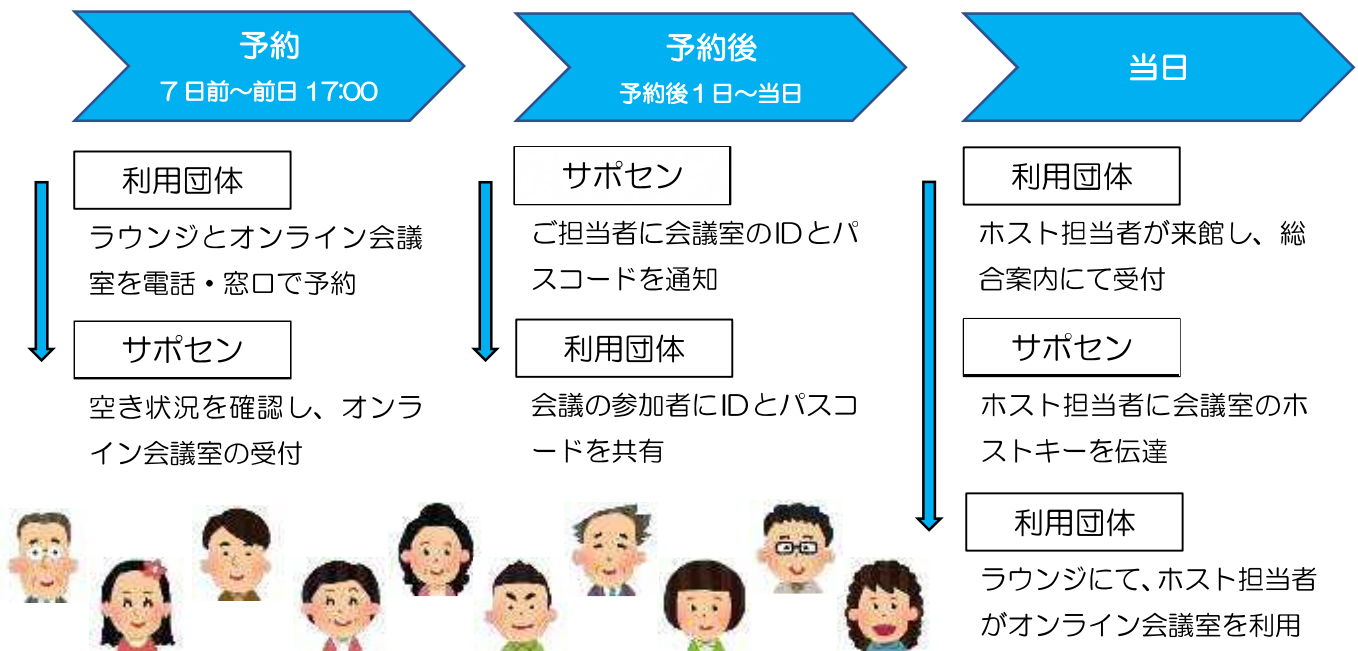 予約
7日前～前日 17:00
利用団体
ラウンジとオンライン会議
室を電話・窓口で予約
サポセン
空き状況を確認し、オンラ
イン会議室の受付
予約後
予約後1日～当日
サポセン
ご担当者に会議室のIDとパ
スコードを通知
利用団体
会議の参加者にIDとパスコ
ードを共有
当日
利用団体
ホスト担当者が来館し、総
合案内にて受付
サポセン
ホスト担当者に会議室のホ
ストキーを伝達
利用団体
ラウンジにて、ホスト担当者
がオンライン会議室を利用